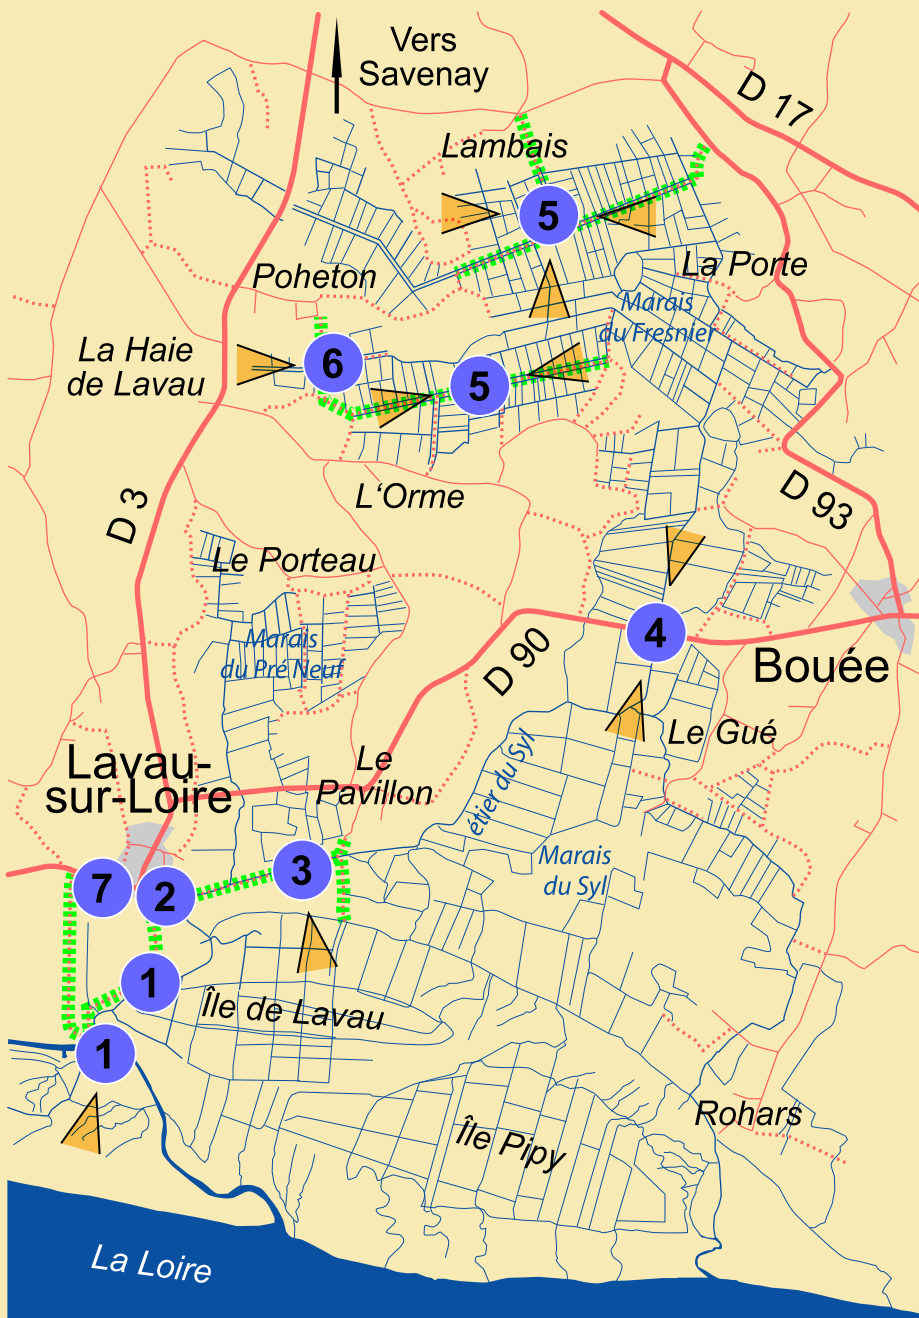 Vers
Savenay
D 17
Lambais
5
Poheton
La Porte
Marais
du Fresnier
La Haie
de Lavau
6
5
L'Orme
D 3
D 93
Le Porteau
Marais
du Pré Neuf
4
D 90
Bouée
Le Gué
Lavau-
sur-Loire
Le
Pavillon
étier du Syl
Marais
du Syl
7
2
3
1
Île de Lavau
1
Rohars
Île Pipy
La Loire